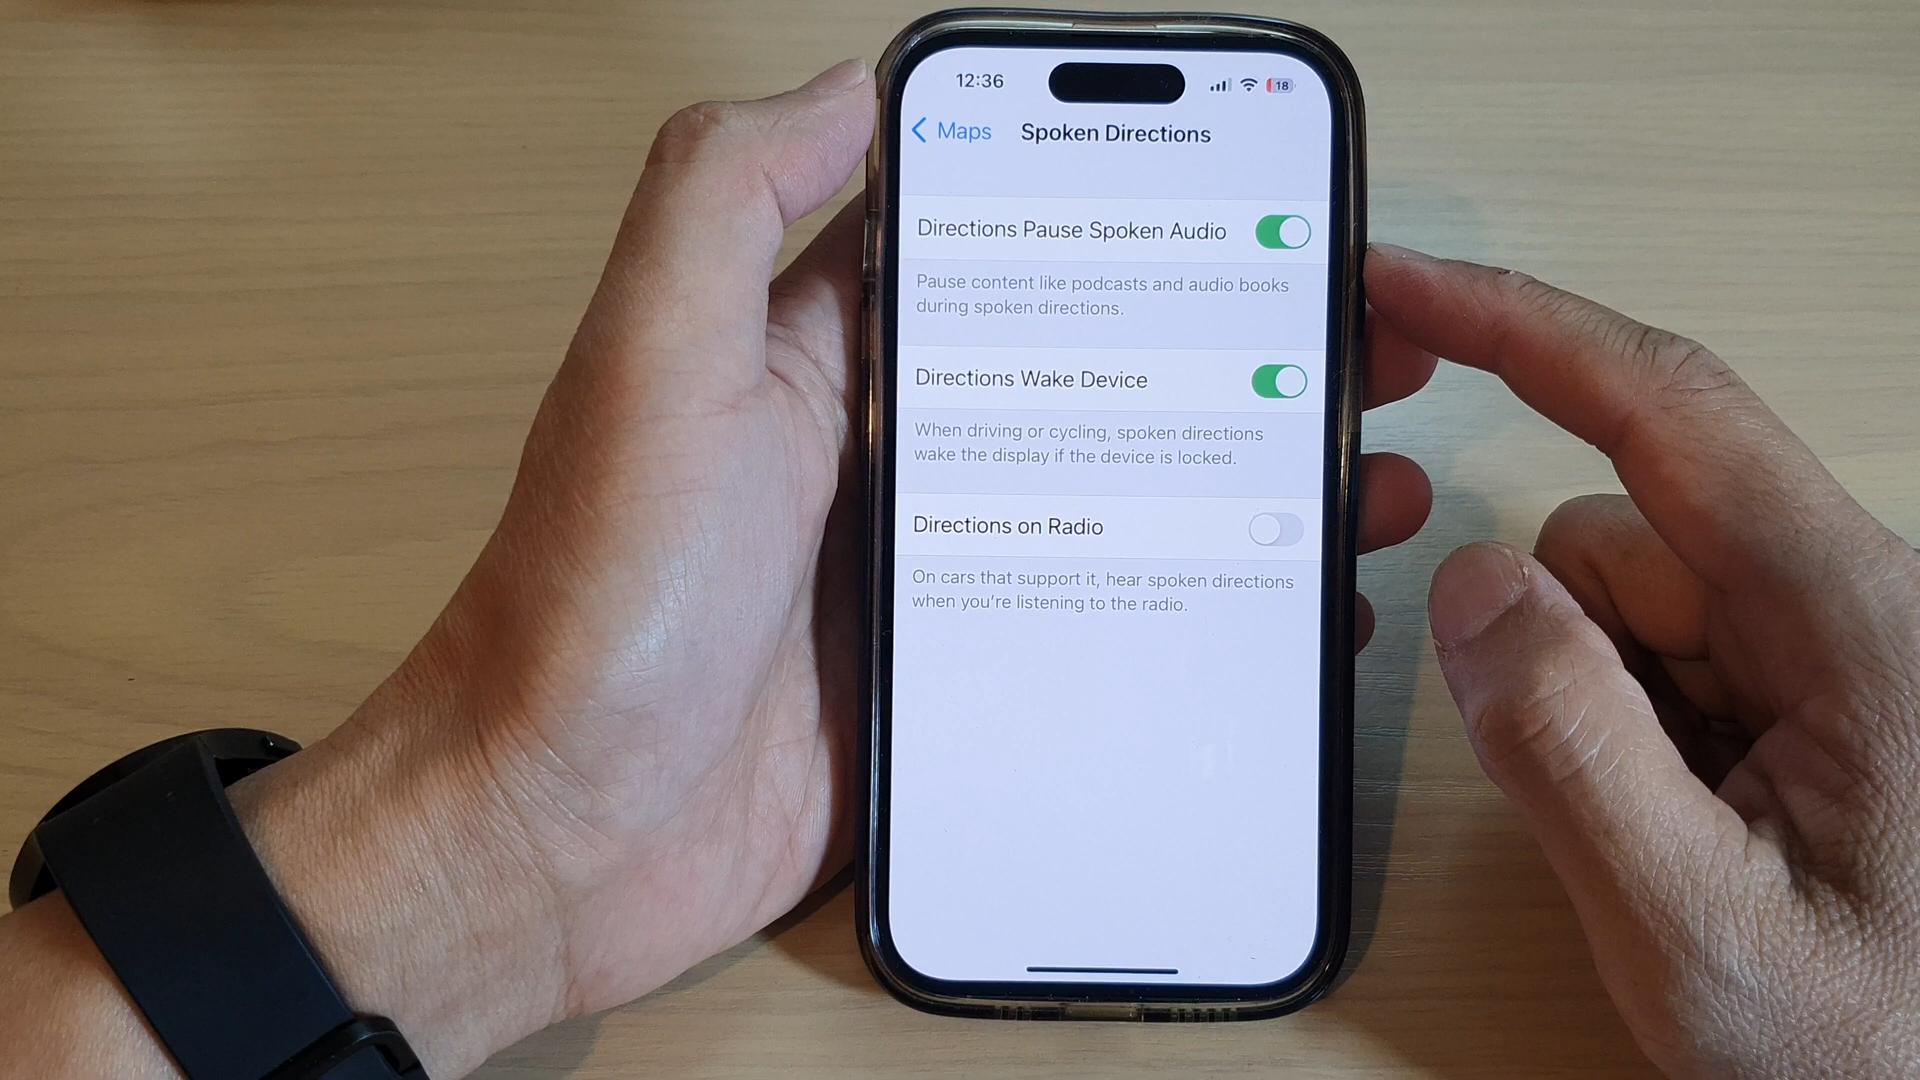 12:36
18
Maps
Spoken Directions
Directions Pause Spoken Audio
Pause content like podcasts and audio books
during spoken directions.
Directions Wake Device
When driving or cycling, spoken directions
wake the display if the device is locked.
Directions on Radio
On cars that support it, hear spoken directions
when you’re listening to the radio.